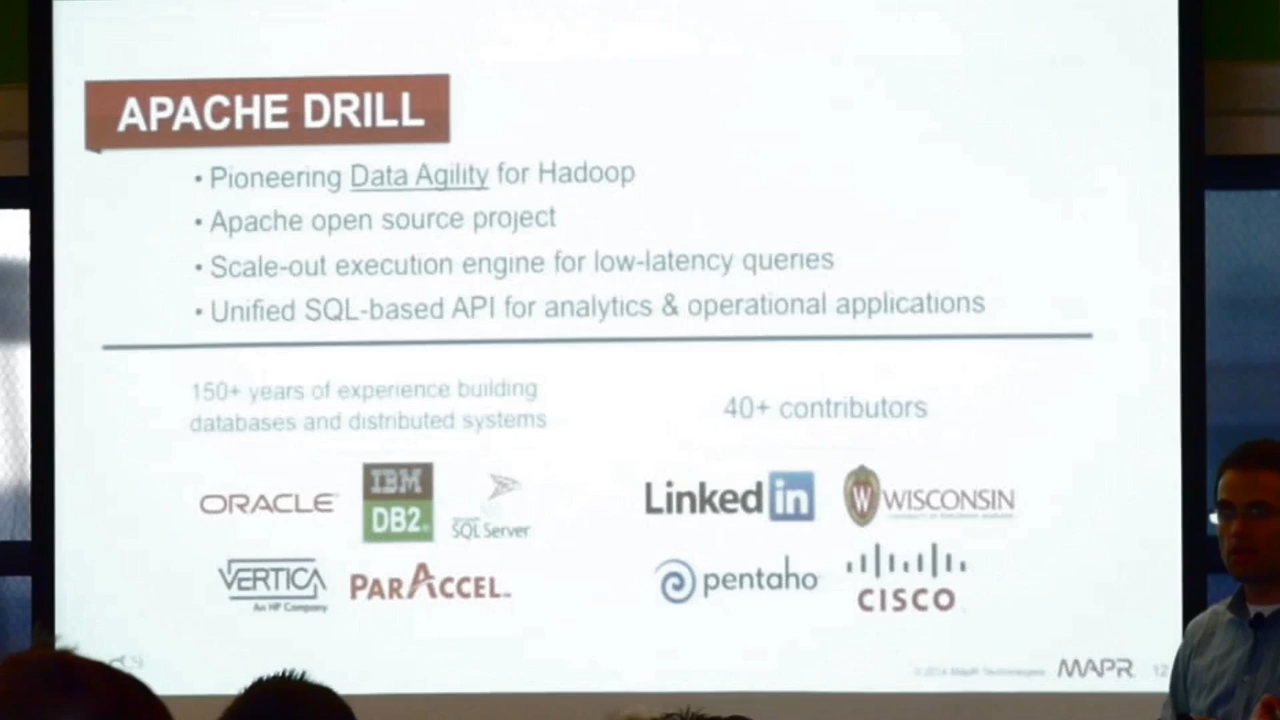 APACHE DRILL
• Pioneering Data Agility for Hadoop
• Apache open source project
• Scale-out execution engine for low-latency queries
• Unified SQL-based API for analytics & operational applications
150+ years of experience building
databases and distributed systems
40+ contributors
ORACLE
IBM
DB2
SQL Server
LinkedIn
W WISCONSIN
VERTICA
An HP Company
PARACCEL
pentaho
CISCO
MAPR
12